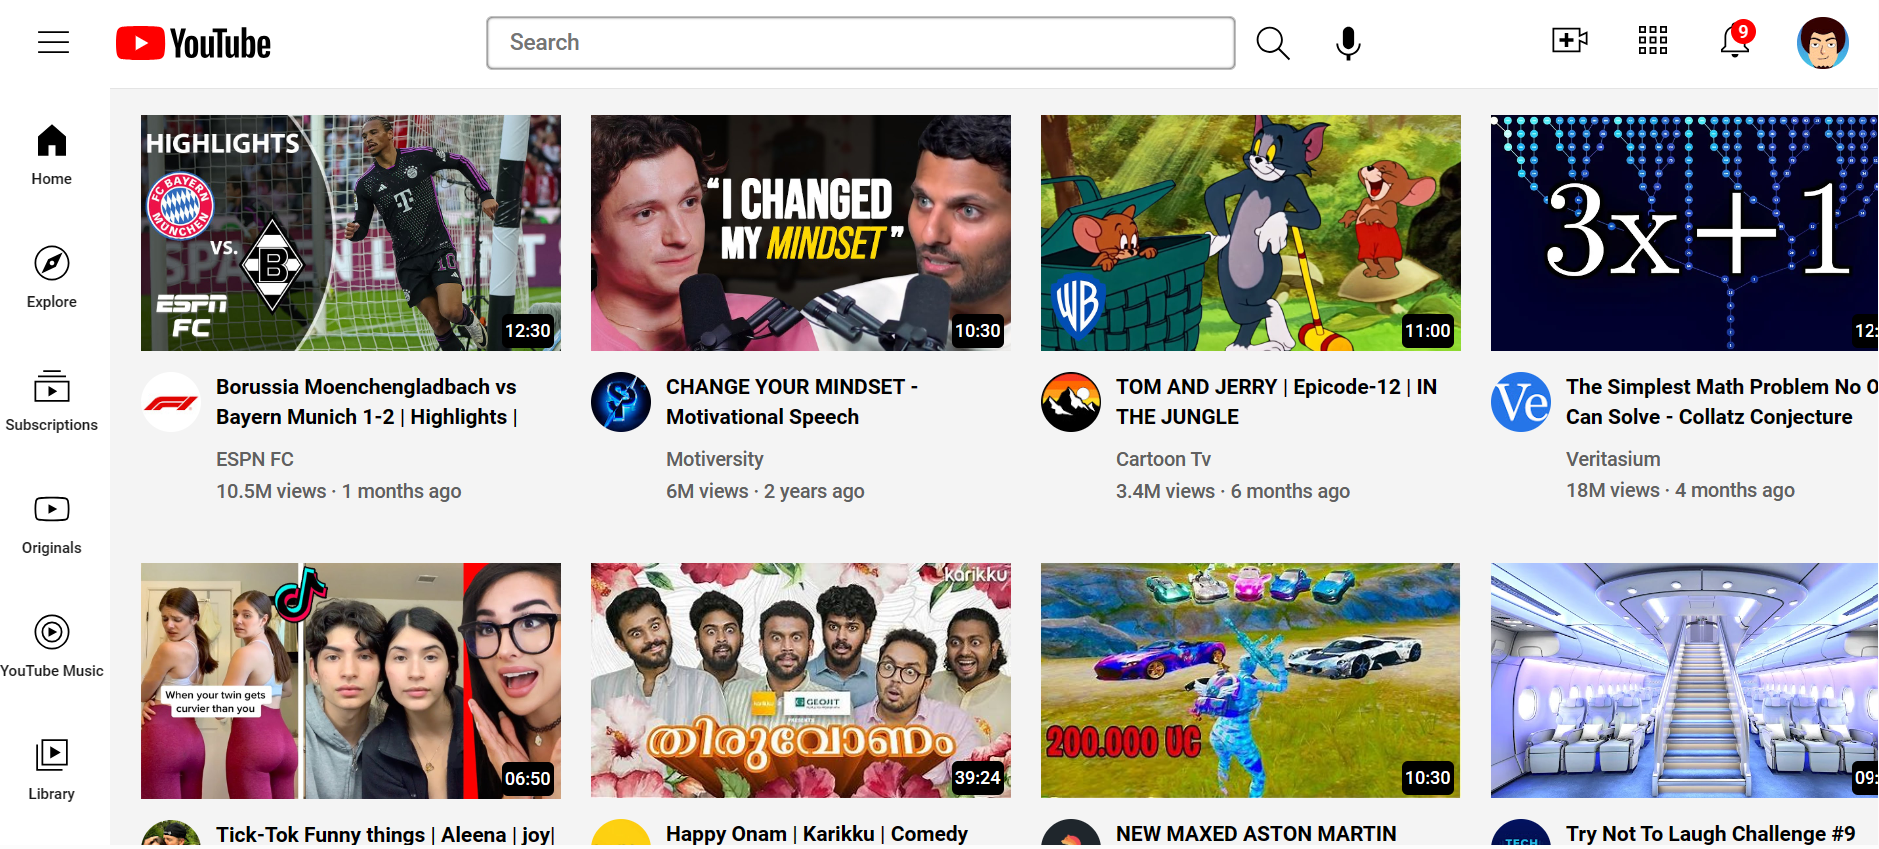 YouTube
Search
9
Home
Explore
Subscriptions
Originals
YouTube Music
Library
HIGHLIGHTS
FC BAYERN
MÜNCHEN
VS.
B
ESPN
FC
T
10
12:30
Borussia Moenchengladbach vs
Bayern Munich 1-2 | Highlights |
ESPN FC
10.5M views · 1 months ago
“I CHANGED
MY MINDSET”
10:30
CHANGE YOUR MINDSET -
Motivational Speech
Motiversity
6M views · 2 years ago
WB
11:00
TOM AND JERRY | Epicode-12 | IN
THE JUNGLE
Cartoon Tv
3.4M views · 6 months ago
3x+1
12:
Ve
The Simplest Math Problem No O
Can Solve - Collatz Conjecture
Veritasium
18M views · 4 months ago
When your twin gets
curvier than you
06:50
Tick-Tok Funny things | Aleena | joy|
karikku
karikku
GEOJIT
PRESENTS
തിരുവോണം
39:24
Happy Onam | Karikku | Comedy
200.000 UC
10:30
NEW MAXED ASTON MARTIN
09:
TECH
Try Not To Laugh Challenge #9